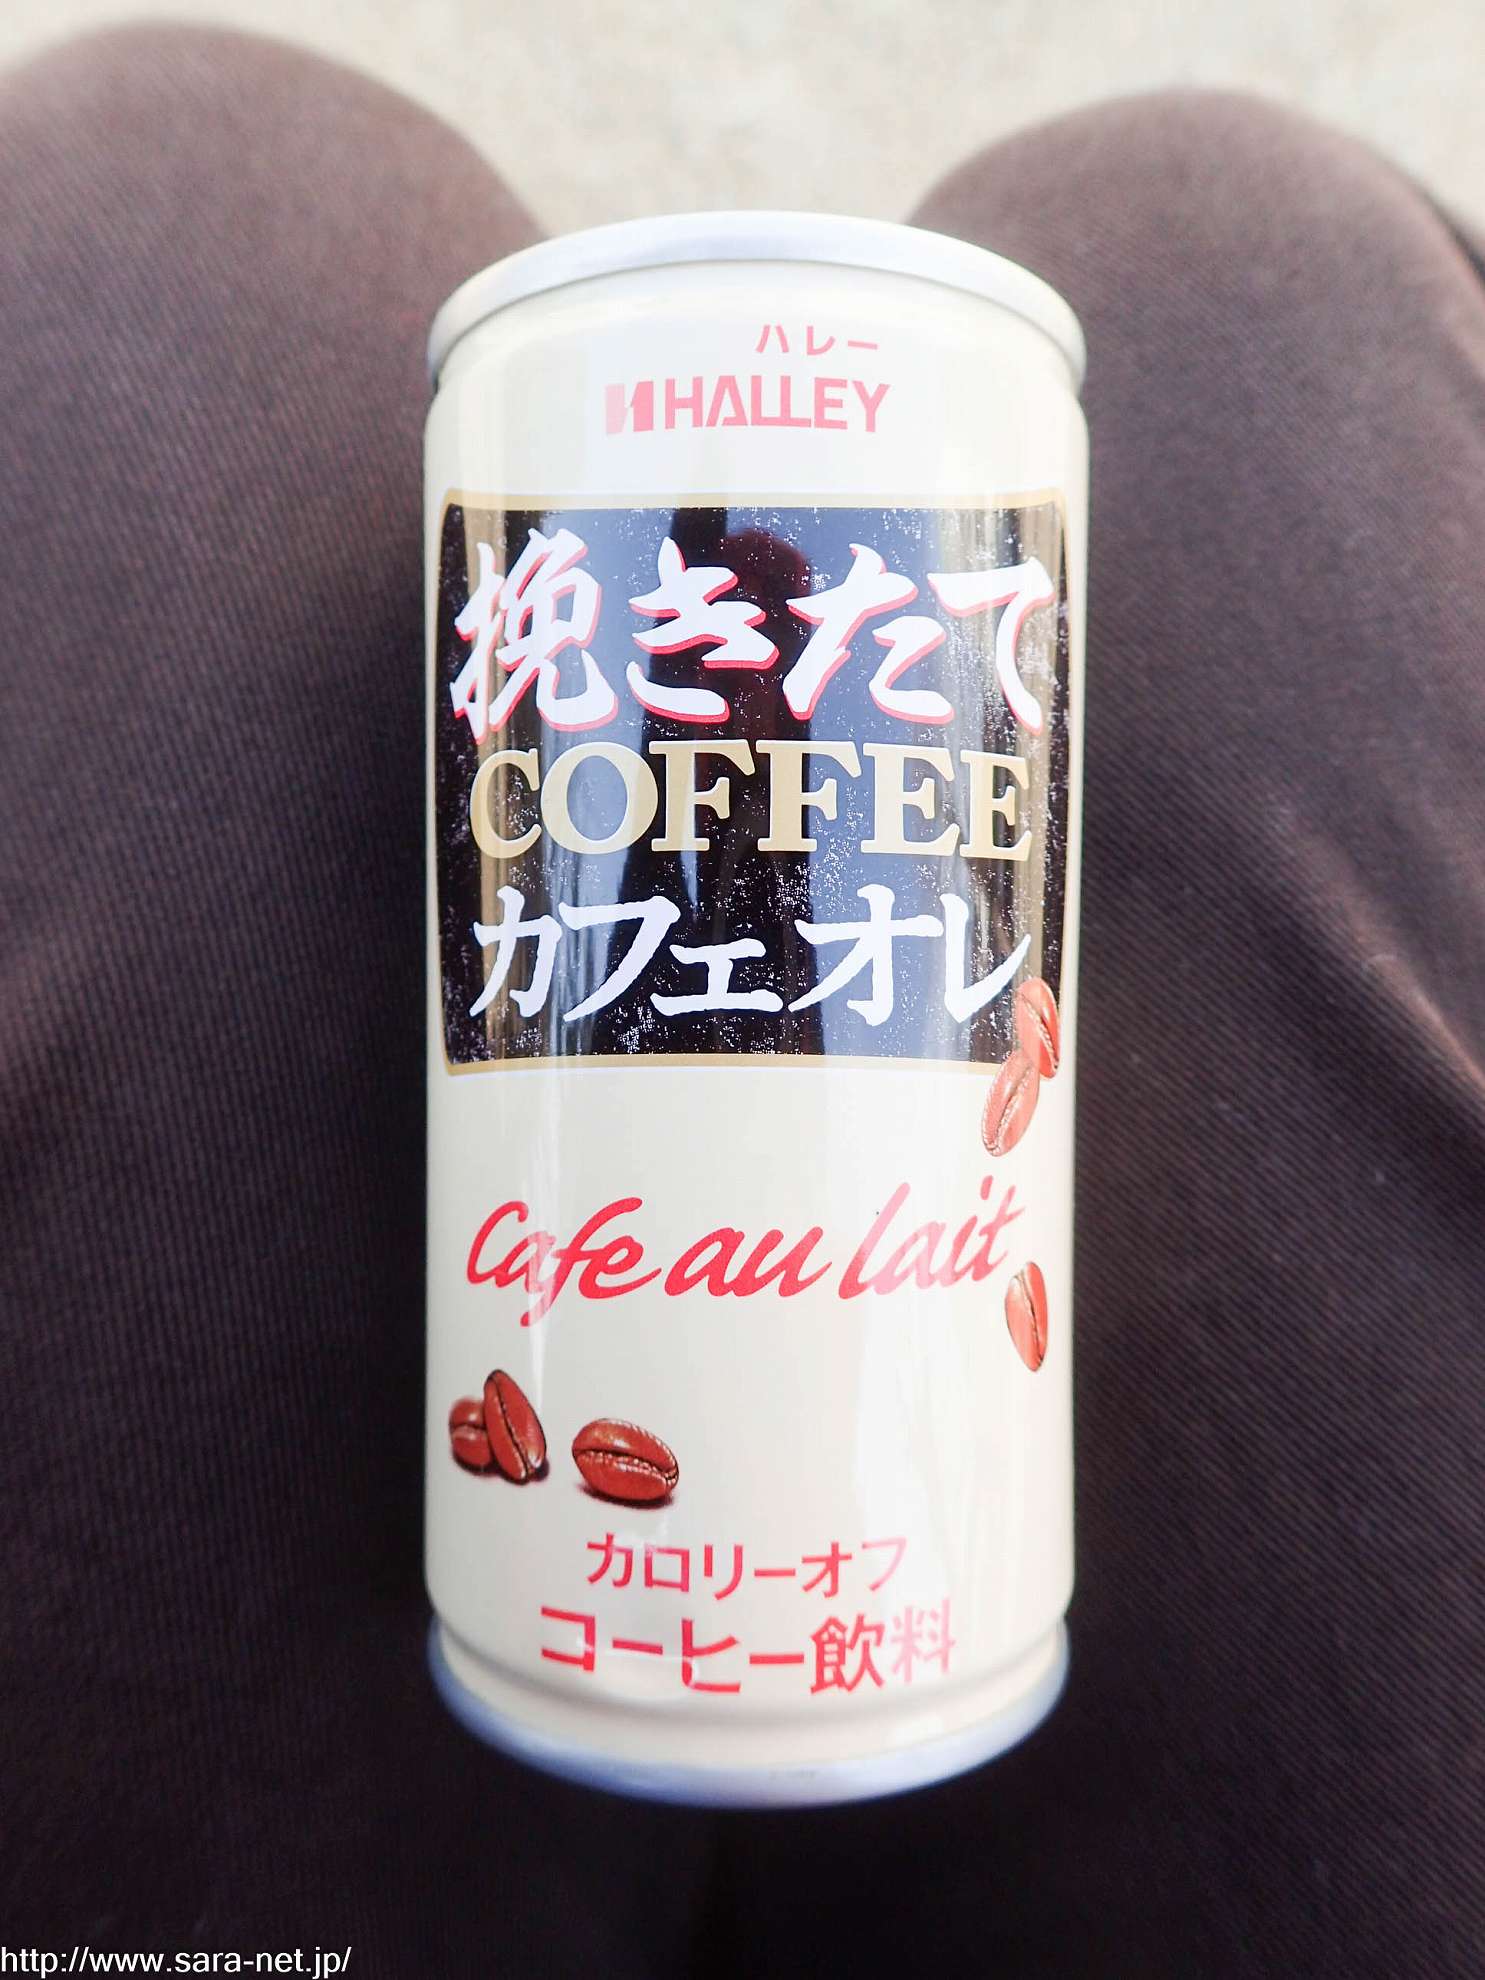 ハレー
HALLEY
挽きたて
COFFEE
カフェオレ
Cafe au lait
カロリーオフ
コーヒー飲料
http://www.sara-net.jp/